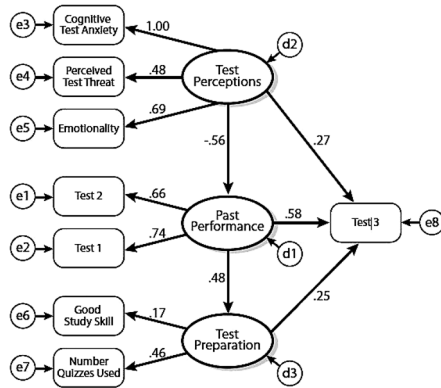 e3
Cognitive
Test Anxiety
1.00
d2
e4
Perceived
Test Threat
.48
Test
Perceptions
e5
Emotionality
.69
-.56
.27
e1
Test 2
.66
Past
Performance
.58
Test 3
e8
e2
Test 1
.74
d1
.48
.25
e6
Good
Study Skill
.17
Test
Preparation
e7
Number
Quizzes Used
.46
d3